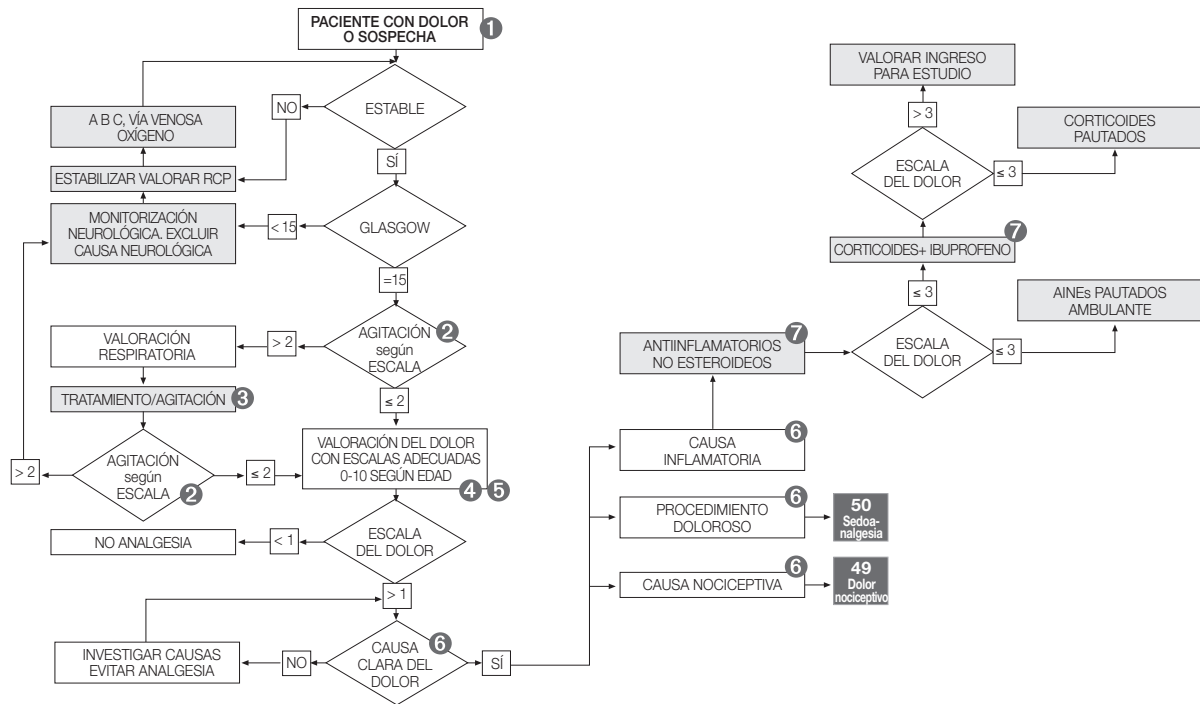 PACIENTE CON DOLOR
O SOSPECHA
1
ESTABLE
NO
A B C, VÍA VENOSA
OXÍGENO
ESTABILIZAR VALORAR RCP
SÍ
GLASGOW
< 15
MONITORIZACIÓN
NEUROLÓGICA. EXCLUIR
CAUSA NEUROLÓGICA
=15
AGITACIÓN
según
ESCALA
2
> 2
VALORACIÓN
RESPIRATORIA
TRATAMIENTO/AGITACIÓN
3
AGITACIÓN
según
ESCALA
2
> 2
≤ 2
≤ 2
VALORACIÓN DEL DOLOR
CON ESCALAS ADECUADAS
0-10 SEGÚN EDAD
4
5
ESCALA
DEL DOLOR
< 1
NO ANALGESIA
> 1
CAUSA
CLARA DEL
DOLOR
6
NO
INVESTIGAR CAUSAS
EVITAR ANALGESIA
SÍ
CAUSA
INFLAMATORIA
6
PROCEDIMIENTO
DOLOROSO
6
50
Sedoa-
nalgesia
CAUSA NOCICEPTIVA
6
49
Dolor
nociceptivo
ANTIINFLAMATORIOS
NO ESTEROIDEOS
7
ESCALA
DEL DOLOR
≤ 3
AINEs PAUTADOS
AMBULANTE
≤ 3
CORTICOIDES+ IBUPROFENO
7
ESCALA
DEL DOLOR
≤ 3
CORTICOIDES
PAUTADOS
> 3
VALORAR INGRESO
PARA ESTUDIO